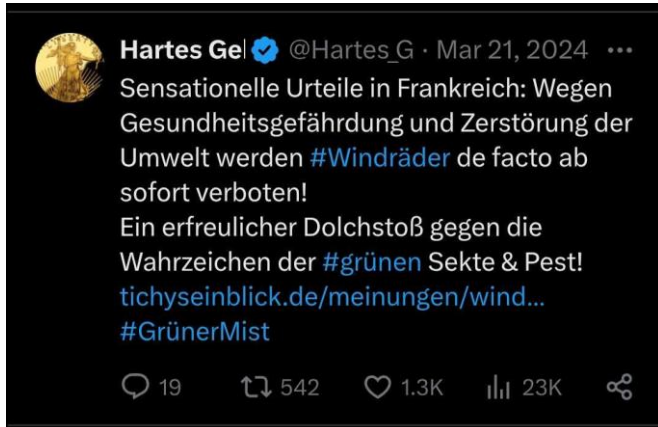 Hartes Gel @Hartes_G · Mar 21, 2024 ...
Sensationelle Urteile in Frankreich: Wegen
Gesundheitsgefährdung und Zerstörung der
Umwelt werden #Windräder de facto ab
sofort verboten!
Ein erfreulicher Dolchstoß gegen die
Wahrzeichen der #grünen Sekte & Pest!
tichyseinblick.de/meinungen/wind...
#GrünerMist
19 542 1.3K 23K